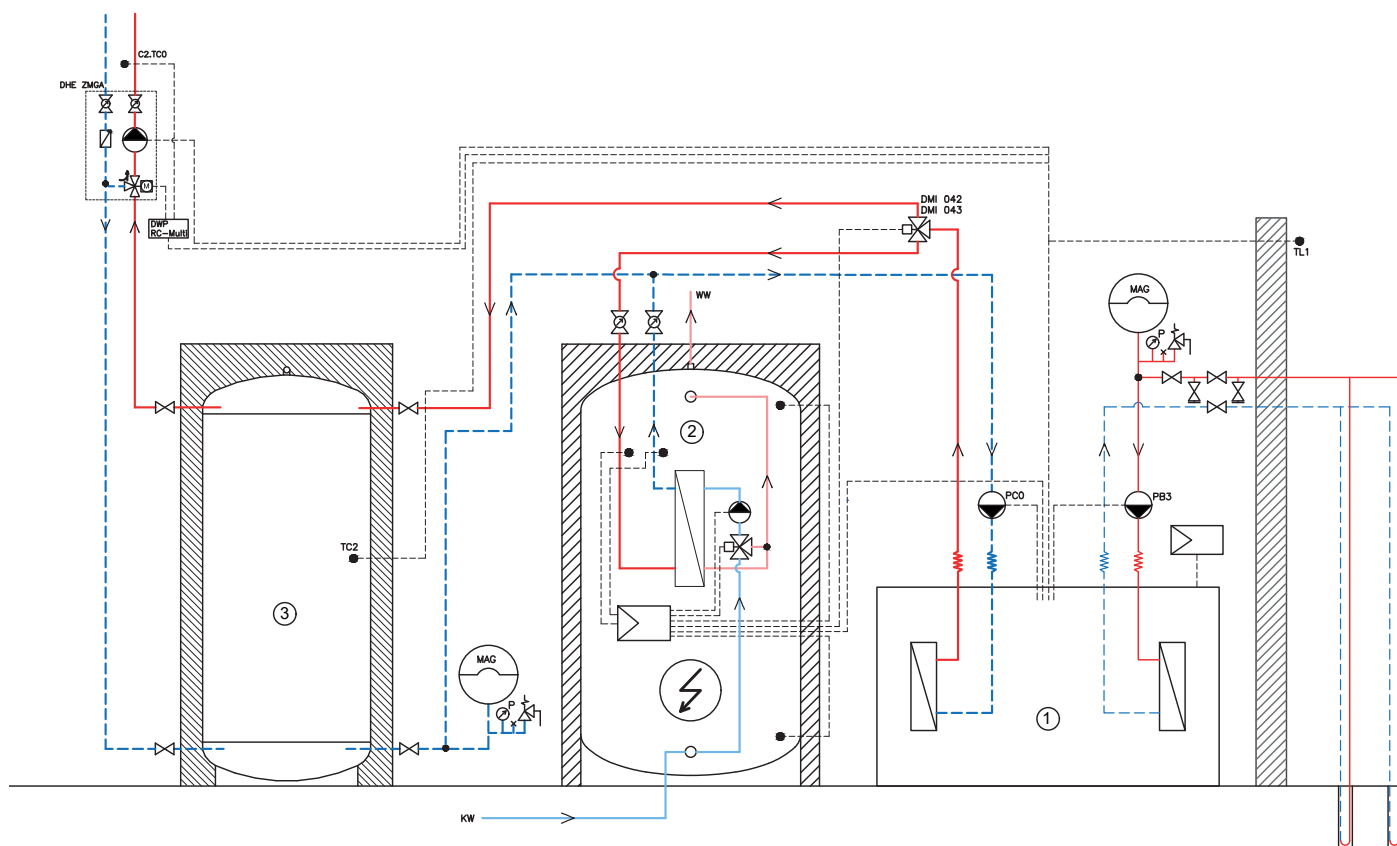 C2.TC0
DHE ZMGA
M
DWP
RC-Multi
DMI 042
DMI 043
TL1
WW
MAG
P
2
PC0
PB3
TC2
3
MAG
P
1
KW